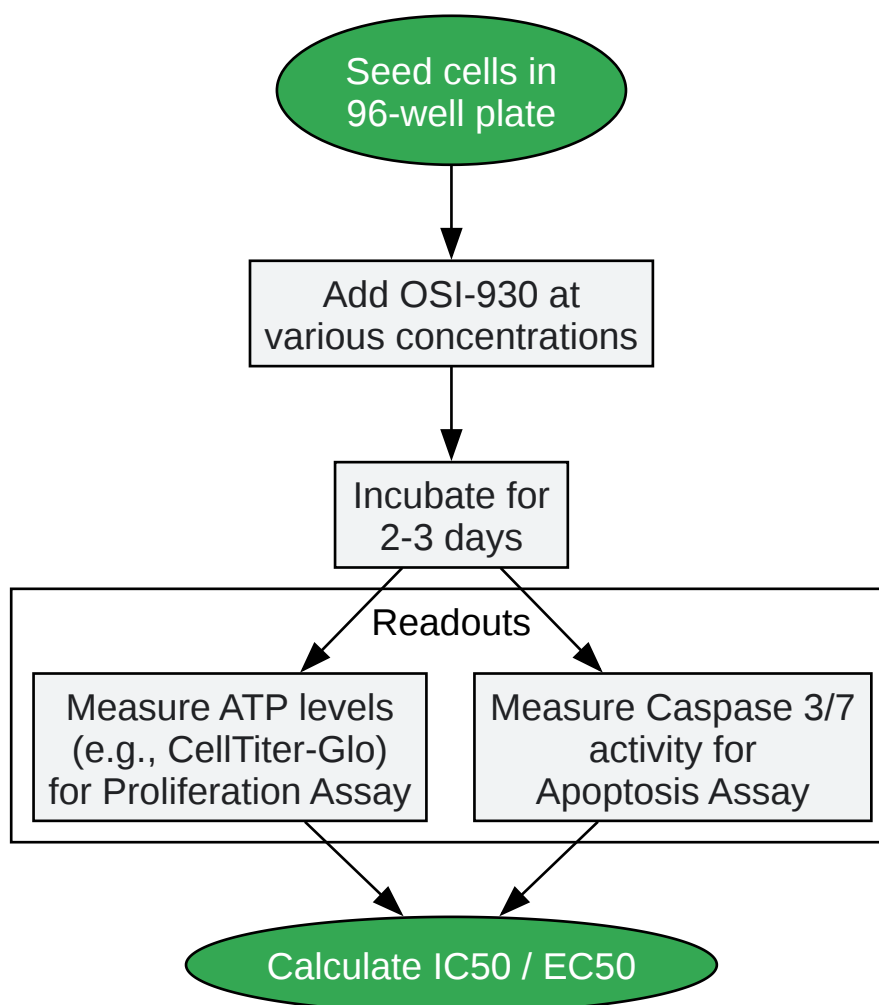 Seed cells in
96-well plate
Add OSI-930 at
various concentrations
Incubate for
2-3 days
Readouts
Measure ATP levels
(e.g., CellTiter-Glo)
for Proliferation Assay
Measure Caspase 3/7
activity for
Apoptosis Assay
Calculate IC50 / EC50